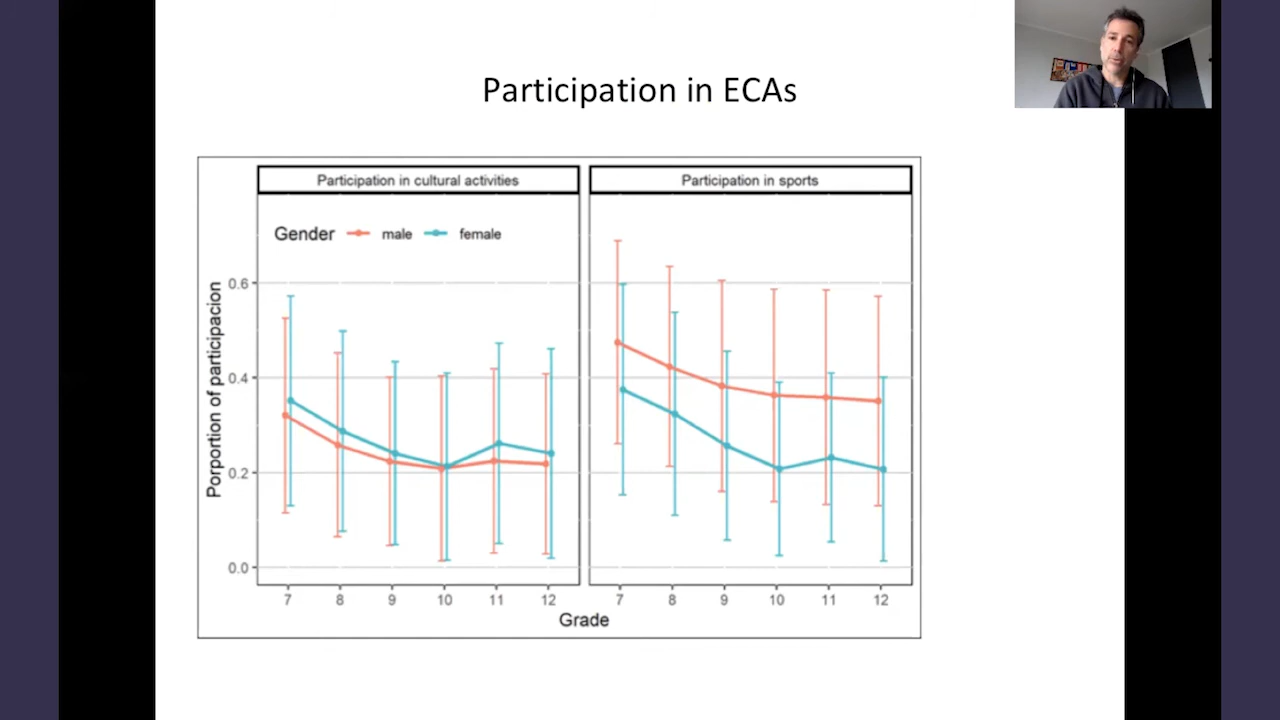 Participation in ECAs
Participation in cultural activities
Participation in sports
Gender male female
Porportion of participacion
0.6
0.4
0.2
0.0
7 8 9 10 11 12
7 8 9 10 11 12
Grade